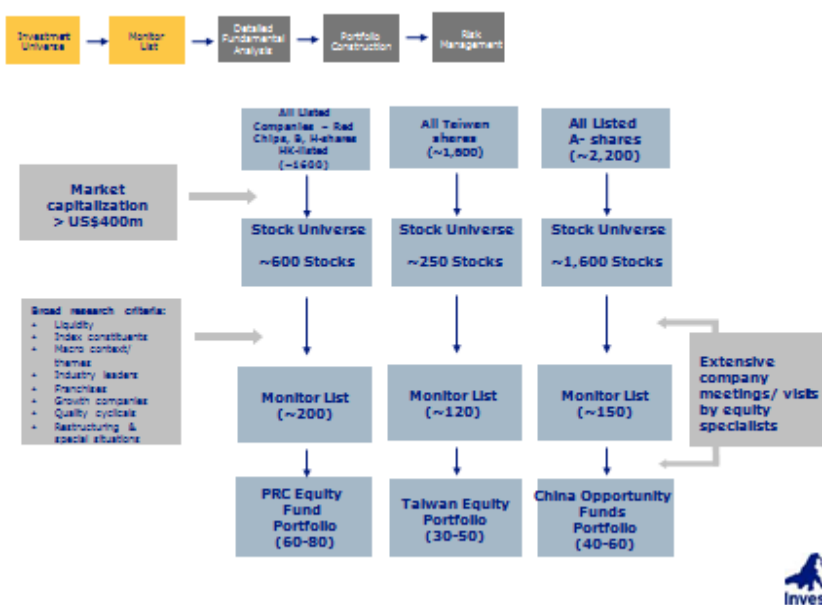 Investment
Universe
Monitor
List
Detailed
Fundamental
Analysis
Portfolio
Construction
Risk
Management
All Listed
Companies – Red
Chips, B, H-shares
HK-listed
(~1600)
All Taiwan
shares
(~1,600)
All Listed
A- shares
(~2,200)
Market
capitalization
> US$400m
Stock Universe
~600 Stocks
Stock Universe
~250 Stocks
Stock Universe
~1,600 Stocks
Broad research criteria:
+ Liquidity
+ Index constituents
+ Macro context/
themes
+ Industry leaders
+ Franchises
+ Growth companies
+ Quality cyclicals
+ Restructuring &
special situations
Extensive
company
meetings/ visits
by equity
specialists
Monitor List
(~200)
Monitor List
(~120)
Monitor List
(~150)
PRC Equity
Fund
Portfolio
(60-80)
Taiwan Equity
Portfolio
(30-50)
China Opportunity
Funds
Portfolio
(40-60)
Inves